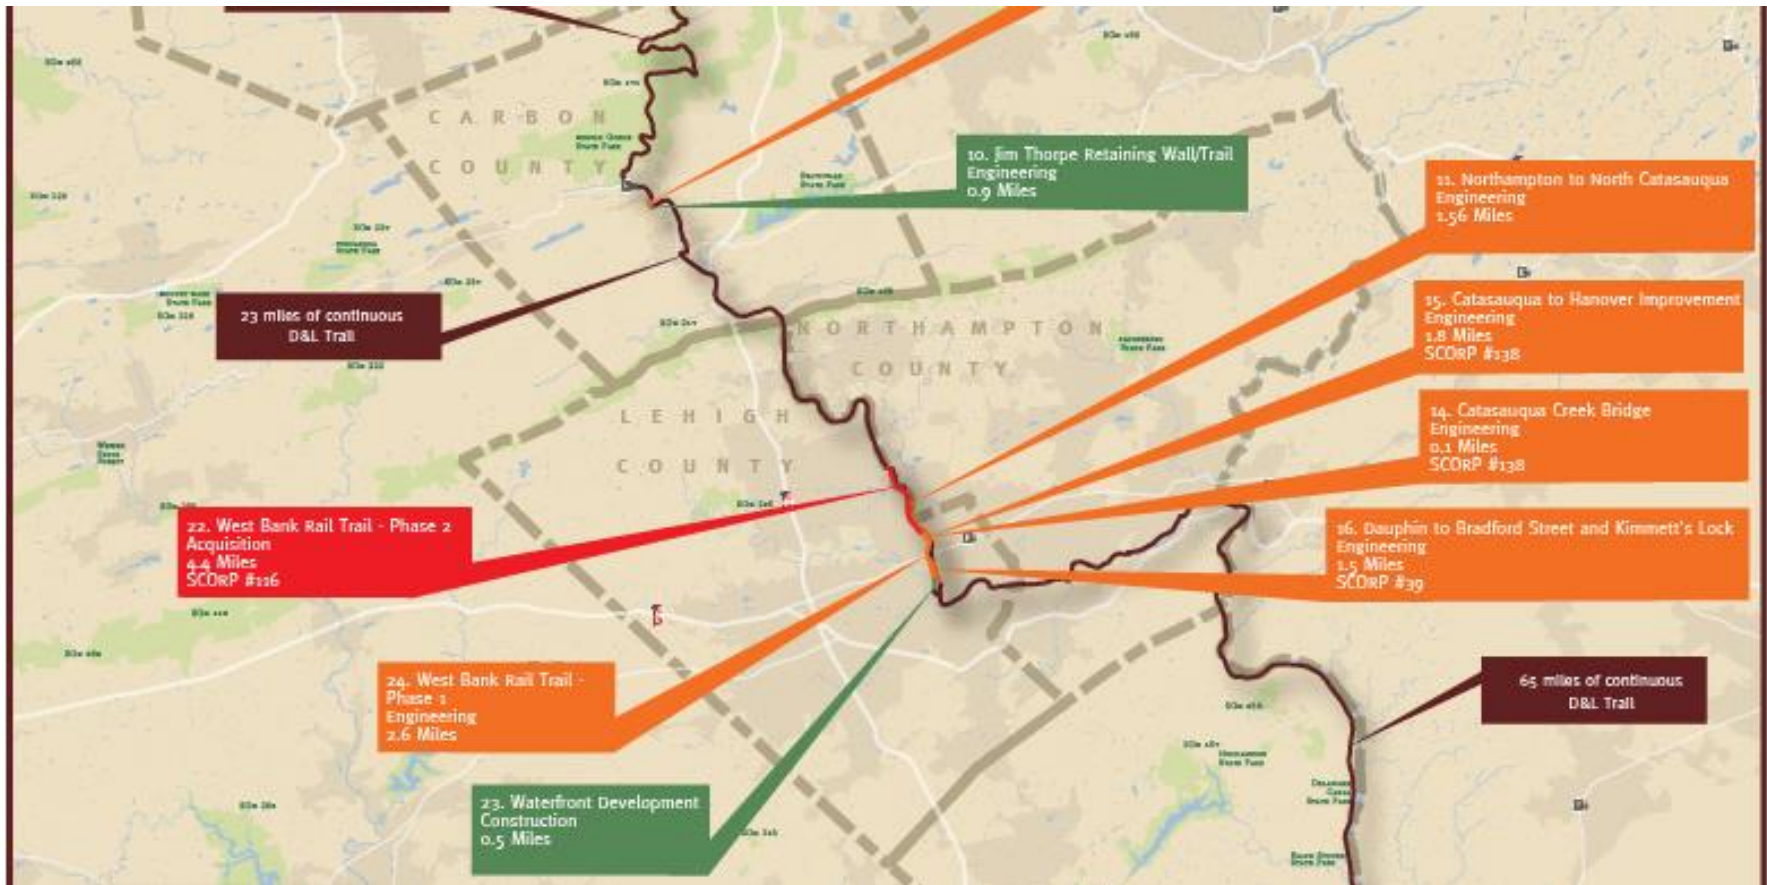 CARBON
COUNTY
10. Jim Thorpe Retaining Wall/Trail
Engineering
0.9 Miles
11. Northampton to North Catasauqua
Engineering
1.56 Miles
23 miles of continuous
D&L Trail
15. Catasauqua to Hanover Improvement
Engineering
1.8 Miles
SCORP #138
NORTHAMPTON
COUNTY
LEHIGH
COUNTY
14. Catasauqua Creek Bridge
Engineering
0.1 Miles
SCORP #138
22. West Bank Rail Trail - Phase 2
Acquisition
4.4 Miles
SCORP #116
16. Dauphin to Bradford Street and Kimmett's Lock
Engineering
1.5 Miles
SCORP #39
24. West Bank Rail Trail -
Phase 1
Engineering
2.6 Miles
65 miles of continuous
D&L Trail
23. Waterfront Development
Construction
0.5 Miles